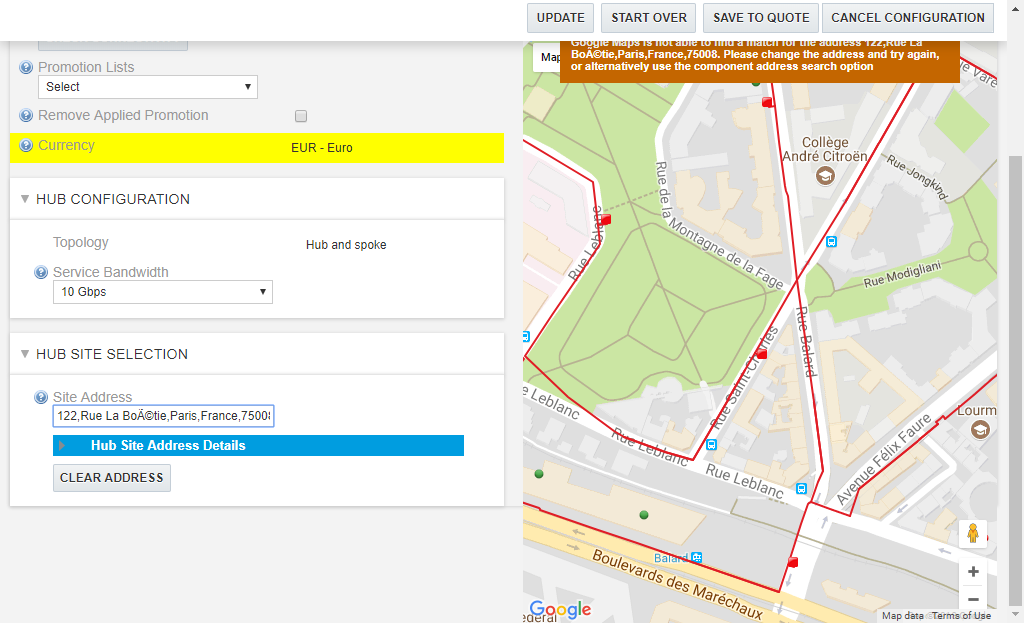 UPDATE
START OVER
SAVE TO QUOTE
CANCEL CONFIGURATION
Promotion Lists
Select
Remove Applied Promotion
Currency
EUR - Euro
HUB CONFIGURATION
Topology
Hub and spoke
Service Bandwidth
10 Gbps
HUB SITE SELECTION
Site Address
122,Rue La BoÃ©tie,Paris,France,75008
Hub Site Address Details
CLEAR ADDRESS
Map
Google Maps is not able to find a match for the address 122,Rue La
BoÃ©tie,Paris,France,75008. Please change the address and try again,
or alternatively use the component address search option
Collège
André Citroën
Rue Jongkind
Rue de la Montagne de la Fage
Rue Leblanc
Rue Modigliani
Rue Balard
Rue Saint-Charles
e Leblanc
Rue Leblanc
Rue Leblanc
Lourm
Avenue Félix Faure
Balard
Boulevards des Maréchaux
Google
Map data
Terms of Use